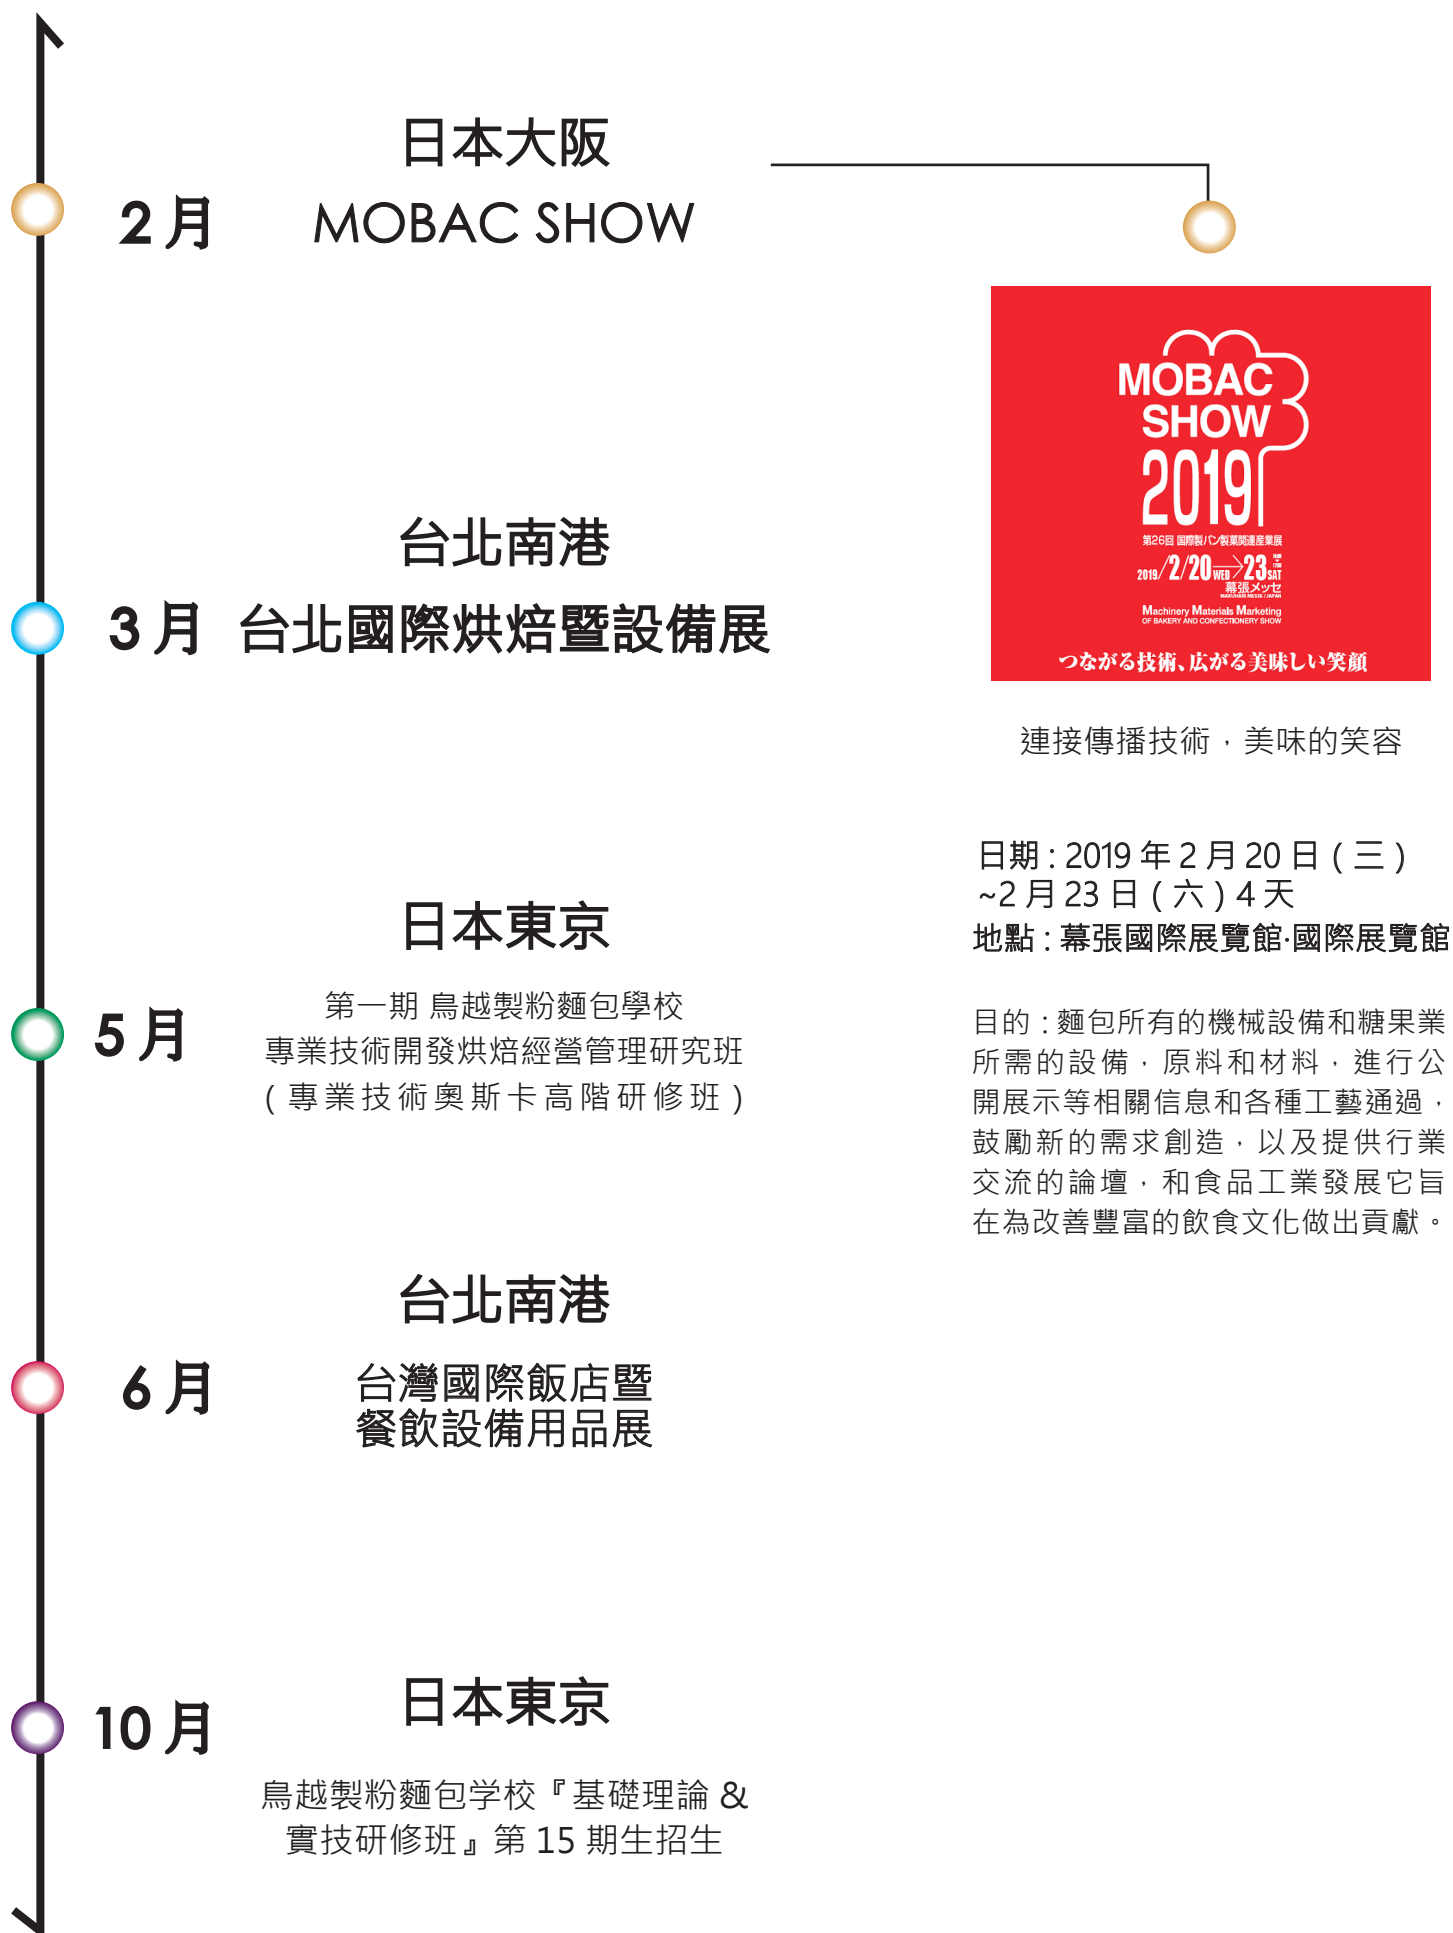 日本大阪
2月
MOBAC SHOW
台北南港
3月
台北國際烘焙暨設備展
日本東京
5月
第一期 鳥越製粉麵包學校
專業技術開發烘焙經營管理研究班
(專業技術奧斯卡高階研修班)
台北南港
6月
台灣國際飯店暨
餐飲設備用品展
日本東京
10月
鳥越製粉麵包学校『基礎理論 &
實技研修班』第 15 期生招生
MOBAC
SHOW
2019
第26回 国際製パン製菓関連産業展
2019/2/20WED→23SAT
幕張メッセ
MAKUHARI MESSE / JAPAN
Machinery Materials Marketing
OF BAKERY AND CONFECTIONERY SHOW
つながる技術、広がる美味しい笑顔
連接傳播技術，美味的笑容
日期 : 2019 年 2 月 20 日 ( 三 )
~2 月 23 日 ( 六 ) 4 天
地點 : 幕張國際展覽館·國際展覽館
目的 : 麵包所有的機械設備和糖果業
所需的設備，原料和材料，進行公
開展示等相關信息和各種工藝通過，
鼓勵新的需求創造，以及提供行業
交流的論壇，和食品工業發展它旨
在為改善豐富的飲食文化做出貢獻。